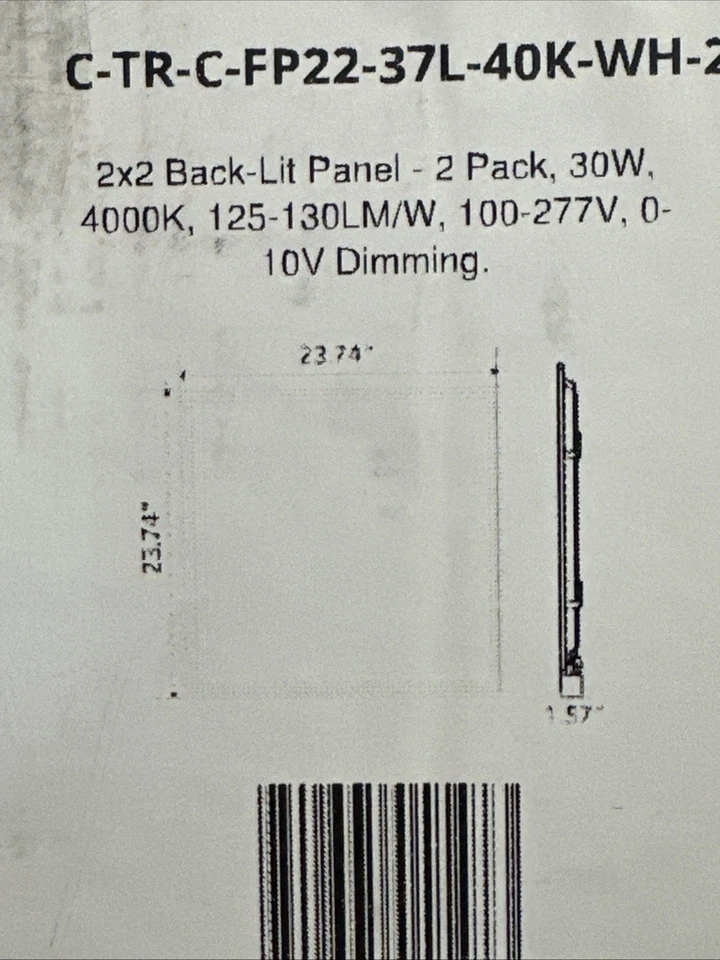 C-TR-C-FP22-37L-40K-WH-2
2x2 Back-Lit Panel - 2 Pack, 30W,
4000K, 125-130LM/W, 100-277V, 0-
10V Dimming.
23.74"
23.74"
1.57"